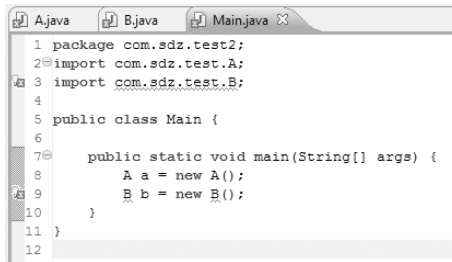 A.java B.java Main.java
1 package com.sdz.test2;
2 import com.sdz.test.A;
3 import com.sdz.test.B;
4
5 public class Main {
6
7 public static void main(String[] args) {
8 A a = new A();
9 B b = new B();
10 }
11 }
12